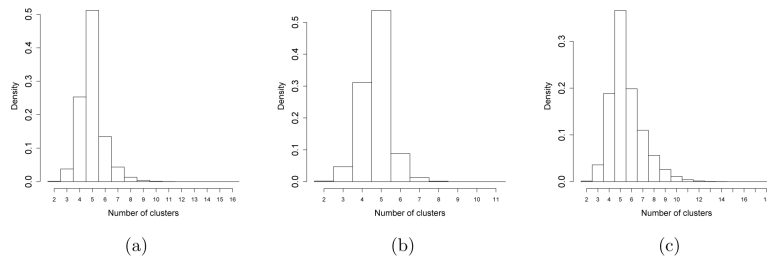 0.5
0.4
0.3
0.2
0.1
0.0
Density
2 3 4 5 6 7 8 9 10 11 12 13 14 15 16
Number of clusters
(a)
0.5
0.4
0.3
0.2
0.1
0.0
Density
2 3 4 5 6 7 8 9 10 11
Number of clusters
(b)
0.3
0.2
0.1
0.0
Density
2 3 4 5 6 7 8 9 10 12 14 16
Number of clusters
(c)